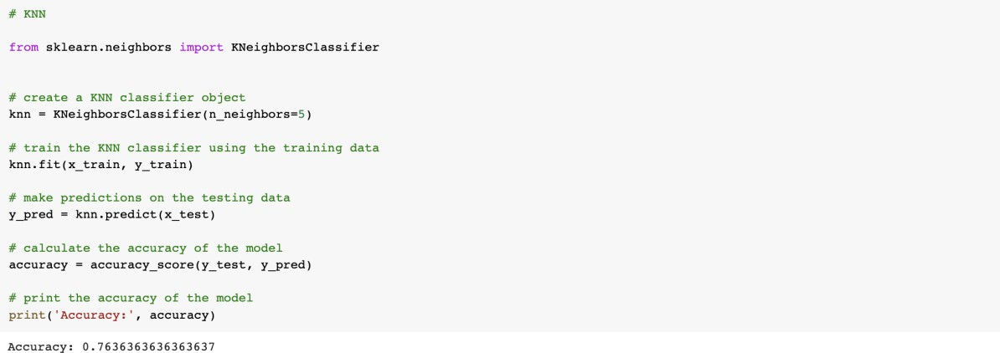 # KNN
from sklearn.neighbors import KNeighborsClassifier
# create a KNN classifier object
knn = KNeighborsClassifier(n_neighbors=5)
# train the KNN classifier using the training data
knn.fit(x_train, y_train)
# make predictions on the testing data
y_pred = knn.predict(x_test)
# calculate the accuracy of the model
accuracy = accuracy_score(y_test, y_pred)
# print the accuracy of the model
print('Accuracy:', accuracy)
Accuracy: 0.7636363636363637